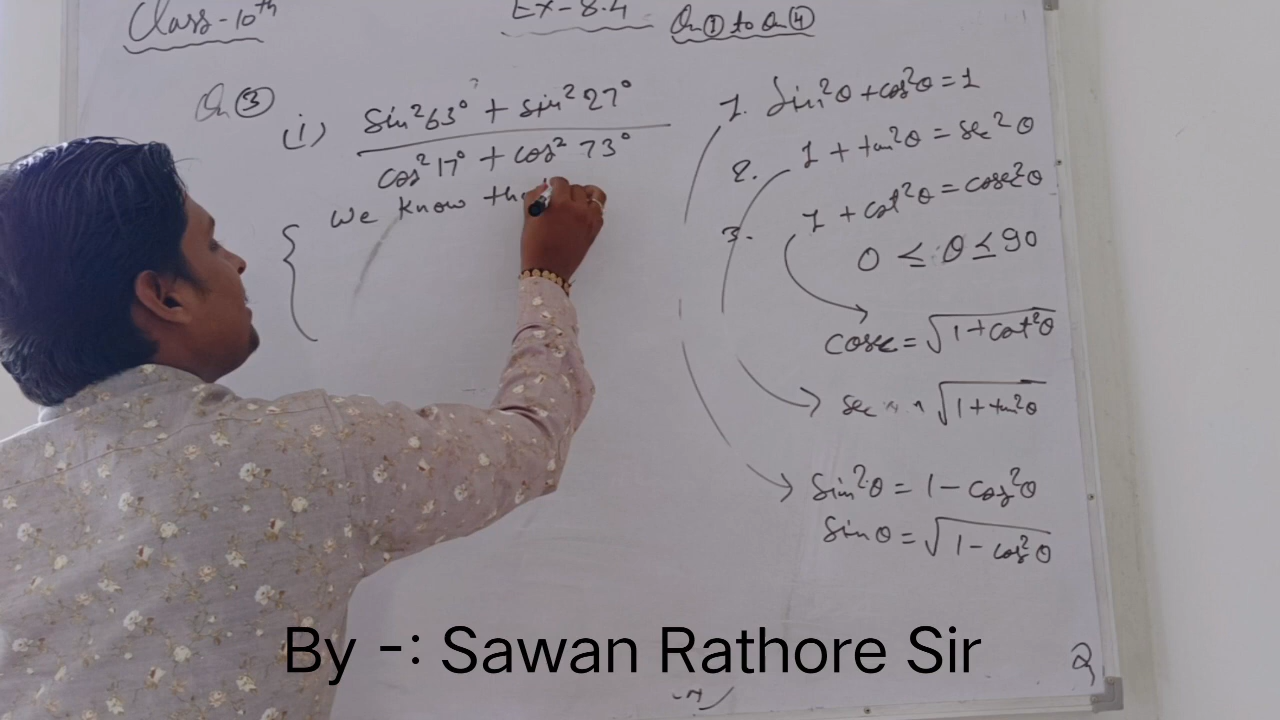 Class-10th
Ex-8.4
Qn① to Qn④
Qn③
(i) sin²63° + sin²27°
cos²17° + cos²73°
We know th
1. Sin²θ + cos²θ = 1
2. 1 + tan²θ = sec²θ
3. 1 + cot²θ = cosec²θ
0 ≤ θ ≤ 90
cosec = √1+cot²θ
sec = √1+tan²θ
Sin²θ = 1 - cos²θ
Sin θ = √1 - cos²θ
By -: Sawan Rathore Sir